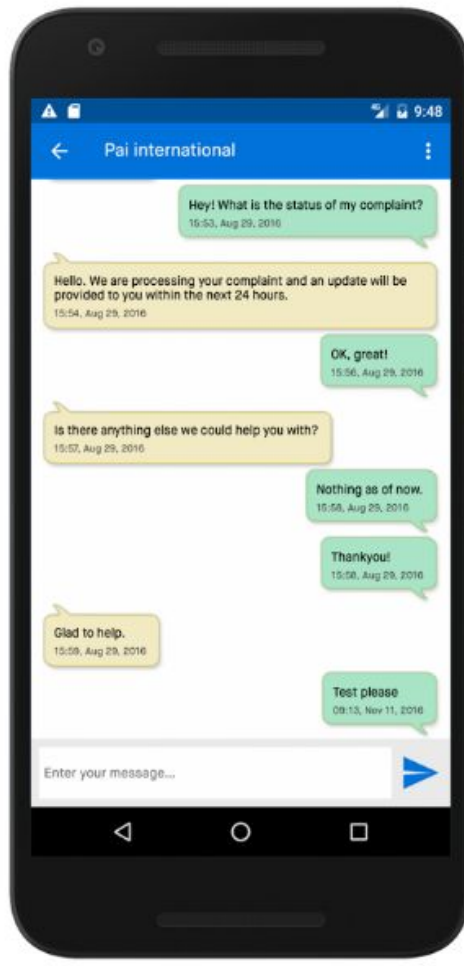 9:48
Pai international
Hey! What is the status of my complaint?
15:53, Aug 29, 2016
Hello. We are processing your complaint and an update will be
provided to you within the next 24 hours.
15:54, Aug 29, 2016
OK, great!
15:56, Aug 29, 2016
Is there anything else we could help you with?
15:57, Aug 29, 2016
Nothing as of now.
15:58, Aug 29, 2016
Thankyou!
15:58, Aug 29, 2016
Glad to help.
15:59, Aug 29, 2016
Test please
09:13, Nov 11, 2016
Enter your message...